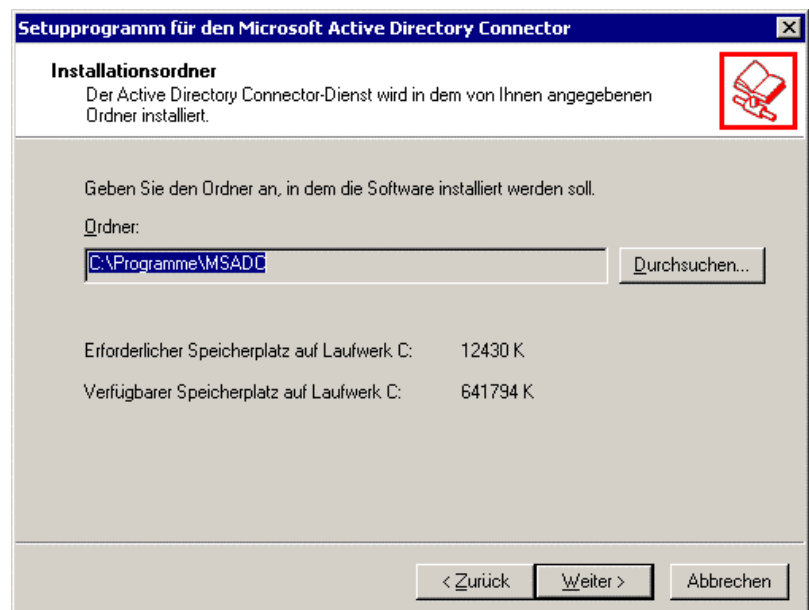 Setupprogramm für den Microsoft Active Directory Connector
Installationsordner
Der Active Directory Connector-Dienst wird in dem von Ihnen angegebenen
Ordner installiert.
Geben Sie den Ordner an, in dem die Software installiert werden soll.
Ordner:
C:\Programme\MSADC
Durchsuchen...
Erforderlicher Speicherplatz auf Laufwerk C: 12430 K
Verfügbarer Speicherplatz auf Laufwerk C: 641794 K
< Zurück Weiter > Abbrechen